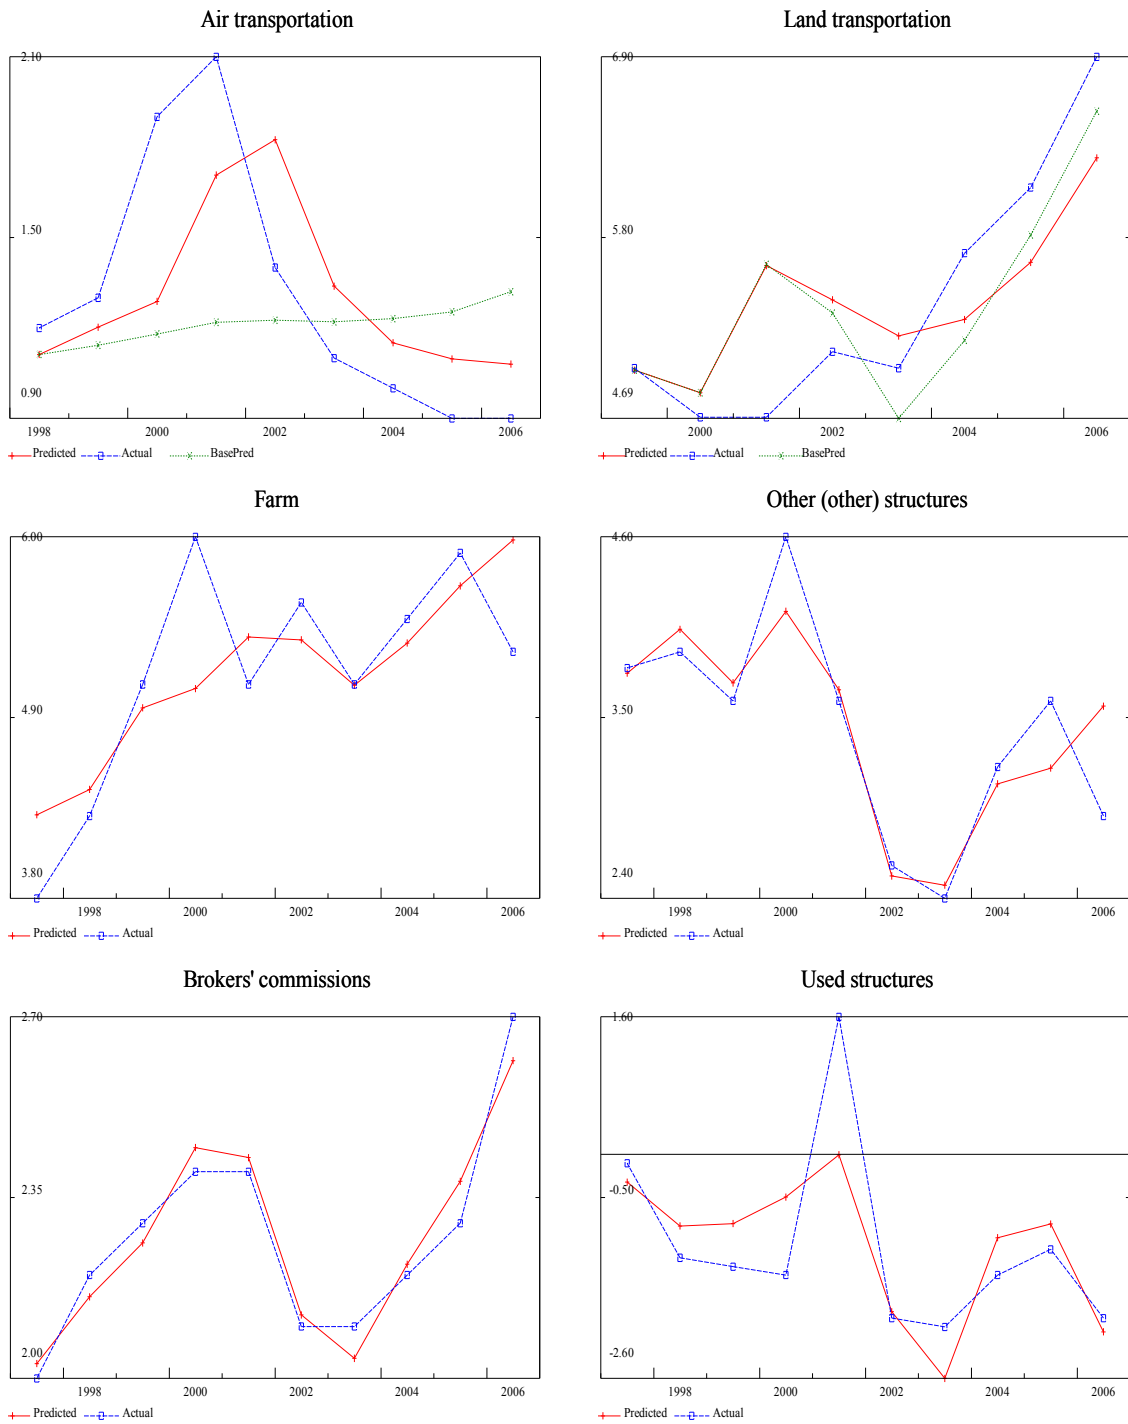 Air transportation
Land transportation
2.10
1.50
0.90
1998 2000 2002 2004 2006
Predicted Actual BasePred
6.90
5.80
4.69
2000 2002 2004 2006
Predicted Actual BasePred
Farm
Other (other) structures
6.00
4.90
3.80
1998 2000 2002 2004 2006
Predicted Actual
4.60
3.50
2.40
1998 2000 2002 2004 2006
Predicted Actual
Brokers' commissions
Used structures
2.70
2.35
2.00
1998 2000 2002 2004 2006
Predicted Actual
1.60
-0.50
-2.60
1998 2000 2002 2004 2006
Predicted Actual